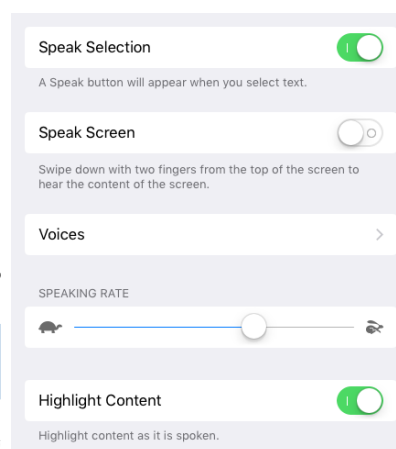 Speak Selection
A Speak button will appear when you select text.
Speak Screen
Swipe down with two fingers from the top of the screen to
hear the content of the screen.
Voices
SPEAKING RATE
Highlight Content
Highlight content as it is spoken.